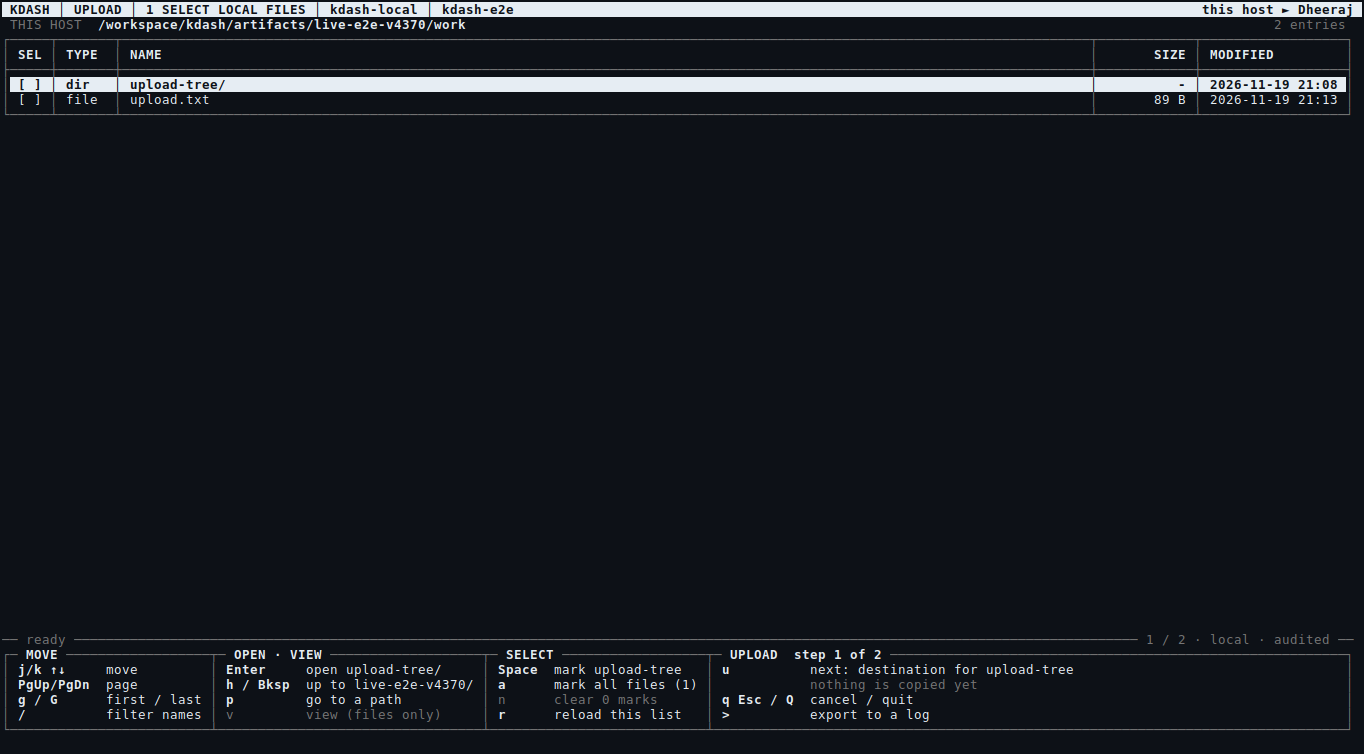 KDASH │ UPLOAD │ 1 SELECT LOCAL FILES │ kdash-local │ kdash-e2e this host ► Dheeraj
THIS HOST /workspace/kdash/artifacts/live-e2e-v4370/work 2 entries
SEL │ TYPE │ NAME │ SIZE │ MODIFIED
[ ] │ dir │ upload-tree/ │ - │ 2026-11-19 21:08
[ ] │ file │ upload.txt │ 89 B │ 2026-11-19 21:13
ready 1 / 2 · local · audited
MOVE OPEN · VIEW SELECT UPLOAD step 1 of 2
j/k ↑↓ move │ Enter open upload-tree/ │ Space mark upload-tree │ u next: destination for upload-tree
PgUp/PgDn page │ h / Bksp up to live-e2e-v4370/ │ a mark all files (1) │ nothing is copied yet
g / G first / last │ p go to a path │ n clear 0 marks │ q Esc / Q cancel / quit
/ filter names │ v view (files only) │ r reload this list │ > export to a log